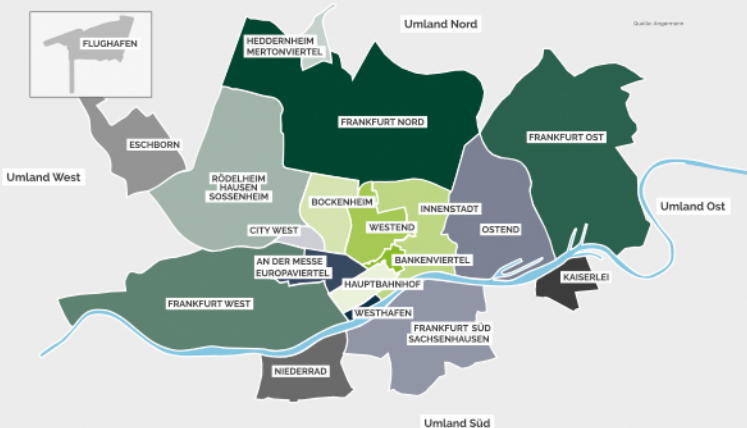 Umland Nord
Quelle: Angermann
HEDDERNHEIM
MERTONVIERTEL
FLUGHAFEN
FRANKFURT NORD
FRANKFURT OST
ESCHBORN
Umland West
RÖDELHEIM
HAUSEN
SOSSENHEIM
BOCKENHEIM
INNENSTADT
Umland Ost
WESTEND
CITY WEST
OSTEND
AN DER MESSE
EUROPAVIERTEL
BANKENVIERTEL
KAISERLEI
HAUPTBAHNHOF
FRANKFURT WEST
WESTHAFEN
FRANKFURT SÜD
SACHSENHAUSEN
NIEDERRAD
Umland Süd